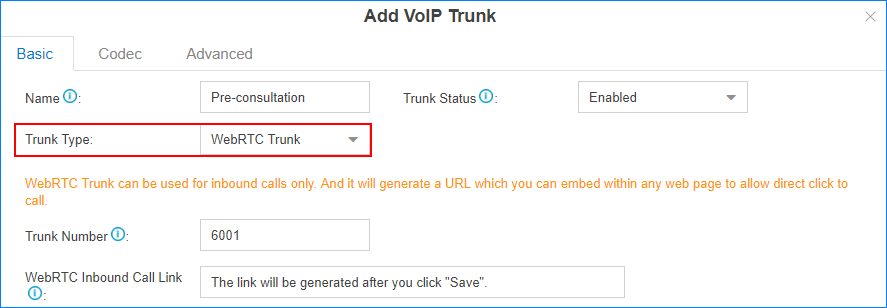 Add VoIP Trunk
Basic Codec Advanced
Name : Pre-consultation Trunk Status : Enabled
Trunk Type: WebRTC Trunk
WebRTC Trunk can be used for inbound calls only. And it will generate a URL which you can embed within any web page to allow direct click to
call.
Trunk Number : 6001
WebRTC Inbound Call Link : The link will be generated after you click "Save".